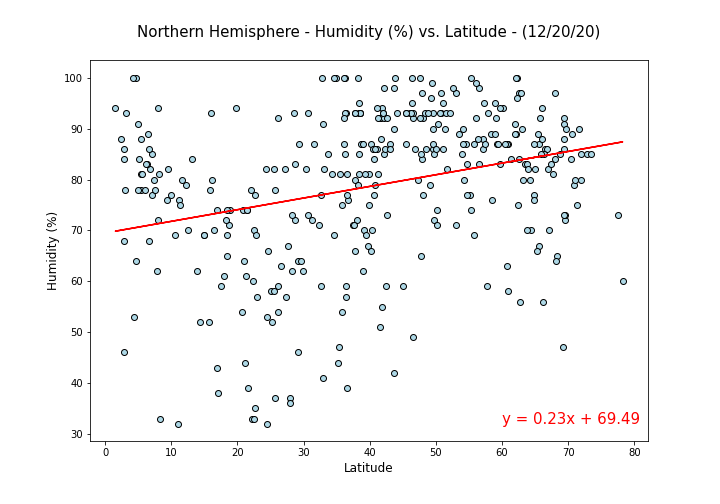 Northern Hemisphere - Humidity (%) vs. Latitude - (12/20/20)
100
90
80
70
60
50
40
30
Humidity (%)
y = 0.23x + 69.49
0 10 20 30 40 50 60 70 80
Latitude